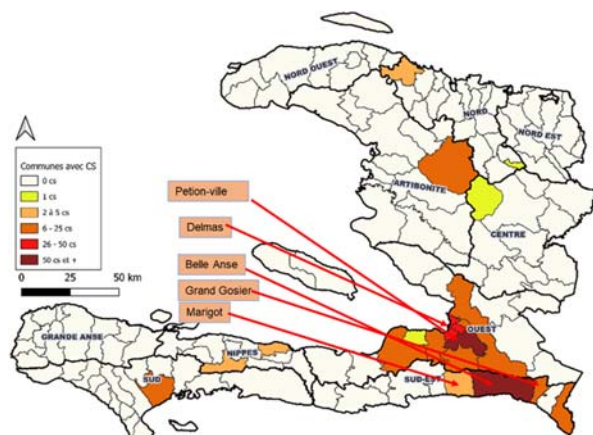 NORD OUEST
NORD
NORD EST
Communes avec CS
0 cs
1 cs
2 à 5 cs
6 - 25 cs
26 - 50 cs
50 cs et +
0 25 50 km
Petion-ville
Delmas
Belle Anse
Grand Gosier
Marigot
ARTIBONITE
CENTRE
OUEST
GRANDE ANSE
NIPPES
SUD
SUD-EST